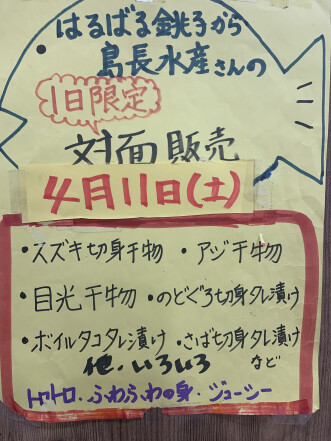 はるばる銚子から
島長水産さんの
1日限定
対面販売
4月11日(土)
・スズキ切身干物 ・アジ干物
・目光干物 ・のどぐろ切身タレ漬け
・ボイルタコタレ漬け ・さば切身タレ漬け
他、いろいろ など
トロトロ・ふわふわの身・ジューシー